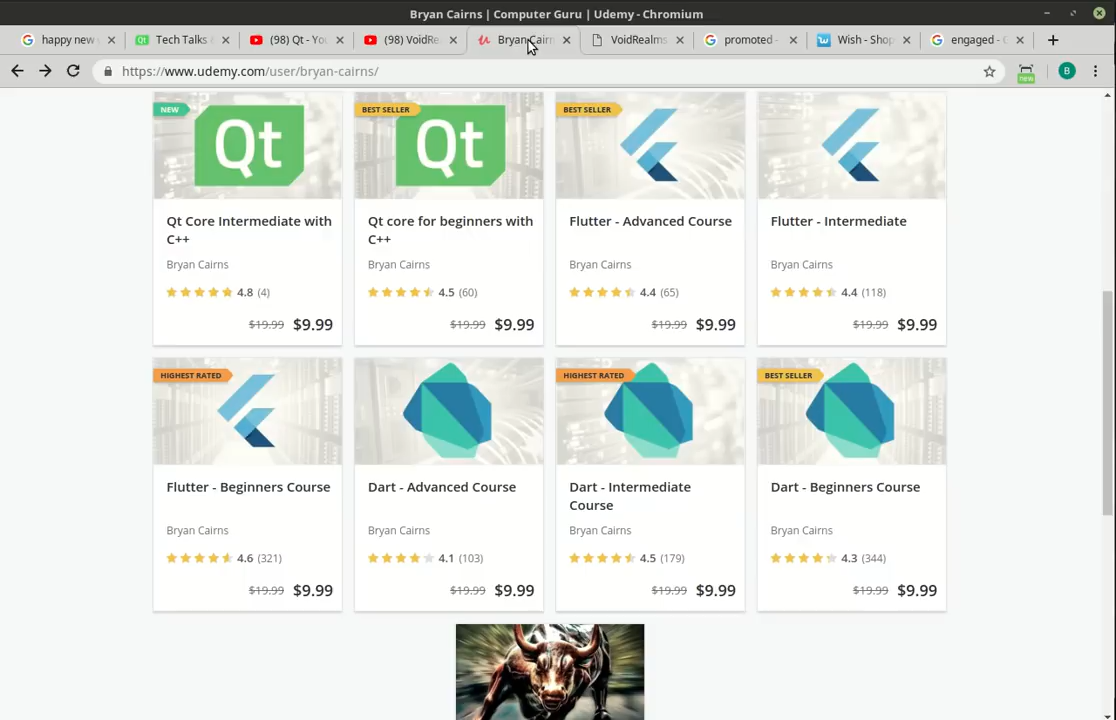 Bryan Cairns | Computer Guru | Udemy - Chromium
happy new
Tech Talks
(98) Qt - Yo
(98) VoidRe
Bryan Cairn
VoidRealms
promoted -
Wish - Shop
engaged -
https://www.udemy.com/user/bryan-cairns/
new
B
NEW
BEST SELLER
BEST SELLER
Qt
Qt
Qt Core Intermediate with
C++
Qt core for beginners with
C++
Flutter - Advanced Course
Flutter - Intermediate
Bryan Cairns
Bryan Cairns
Bryan Cairns
Bryan Cairns
4.8 (4)
4.5 (60)
4.4 (65)
4.4 (118)
$19.99 $9.99
$19.99 $9.99
$19.99 $9.99
$19.99 $9.99
HIGHEST RATED
HIGHEST RATED
BEST SELLER
Flutter - Beginners Course
Dart - Advanced Course
Dart - Intermediate
Course
Dart - Beginners Course
Bryan Cairns
Bryan Cairns
Bryan Cairns
Bryan Cairns
4.6 (321)
4.1 (103)
4.5 (179)
4.3 (344)
$19.99 $9.99
$19.99 $9.99
$19.99 $9.99
$19.99 $9.99